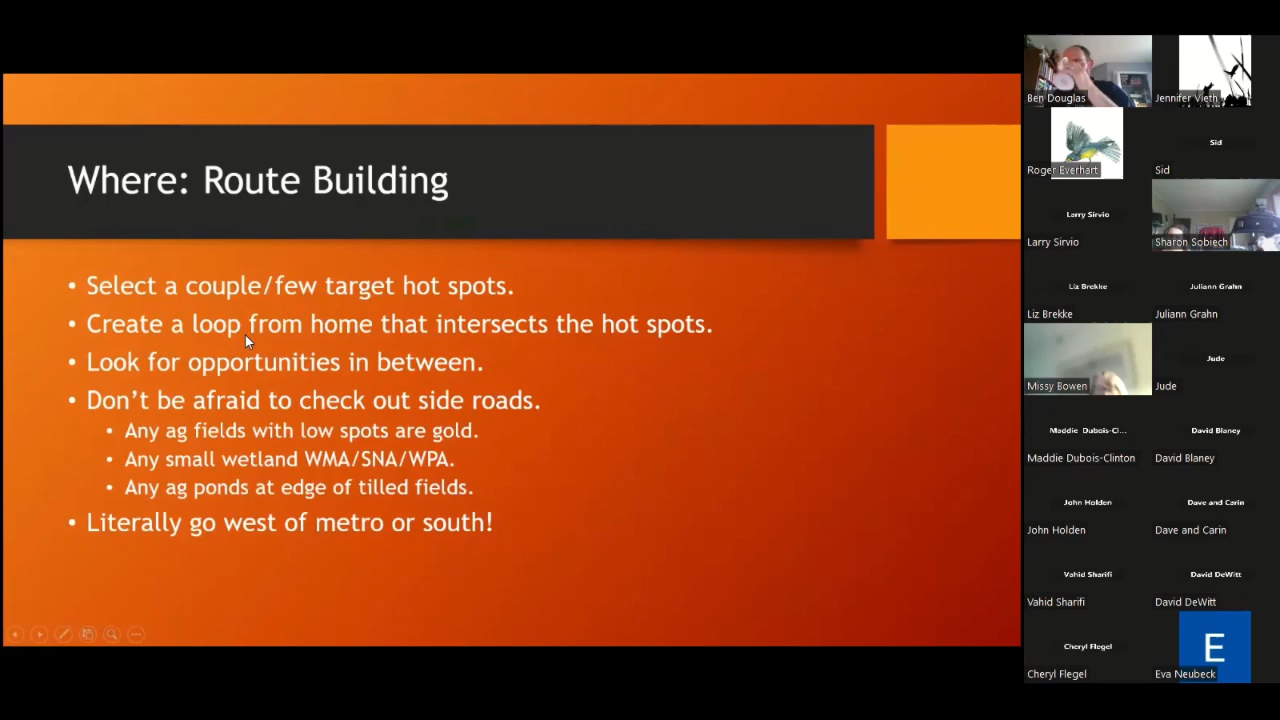 Where: Route Building
• Select a couple/few target hot spots.
• Create a loop from home that intersects the hot spots.
• Look for opportunities in between.
• Don't be afraid to check out side roads.
• Any ag fields with low spots are gold.
• Any small wetland WMA/SNA/WPA.
• Any ag ponds at edge of tilled fields.
• Literally go west of metro or south!
Ben Douglas
Jennifer Vieth
Roger Everhart
Sid
Sid
Larry Sirvio
Larry Sirvio
Sharon Sobiech
Liz Brekke
Liz Brekke
Juliann Grahn
Juliann Grahn
Missy Bowen
Jude
Jude
Maddie Dubois-Cl...
Maddie Dubois-Clinton
David Blaney
David Blaney
John Holden
John Holden
Dave and Carin
Dave and Carin
Vahid Sharifi
Vahid Sharifi
David DeWitt
David DeWitt
Cheryl Flegel
Cheryl Flegel
E
Eva Neubeck